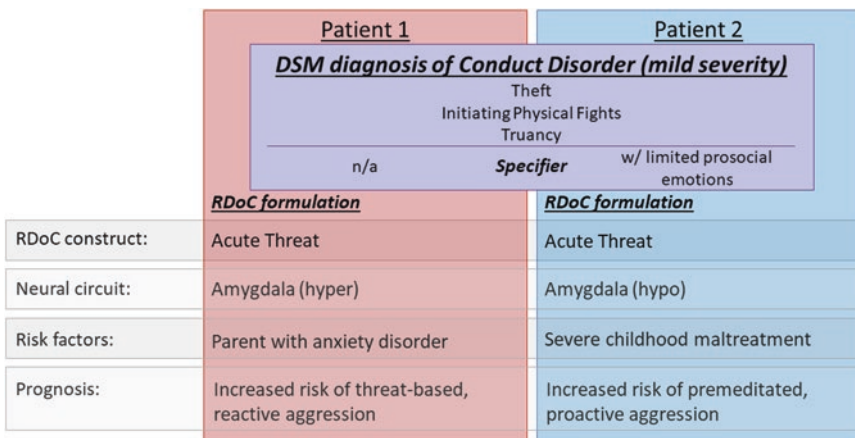 Patient 1
Patient 2
DSM diagnosis of Conduct Disorder (mild severity)
Theft
Initiating Physical Fights
Truancy
n/a
Specifier
w/ limited prosocial
emotions
RDoC formulation
RDoC formulation
RDoC construct:
Acute Threat
Acute Threat
Neural circuit:
Amygdala (hyper)
Amygdala (hypo)
Risk factors:
Parent with anxiety disorder
Severe childhood maltreatment
Prognosis:
Increased risk of threat-based,
reactive aggression
Increased risk of premeditated,
proactive aggression